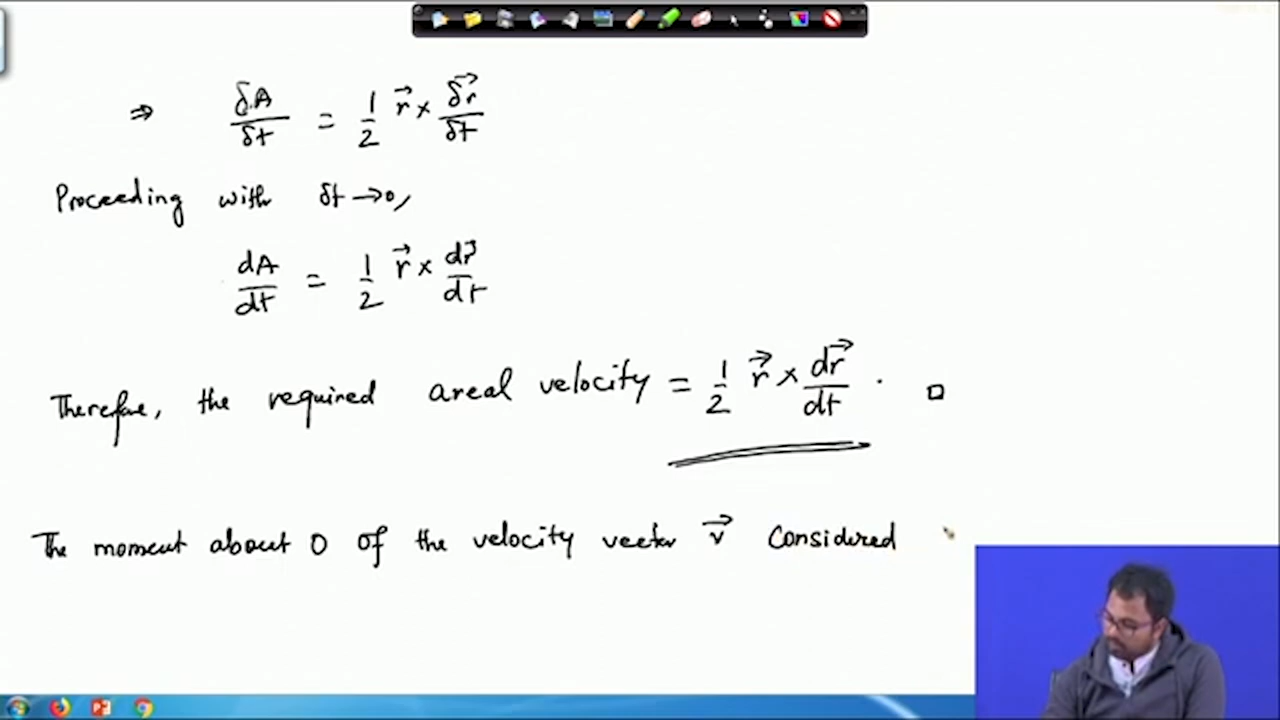 ⇒ δA/δt = 1/2 r⃗ × δr⃗/δt
Proceeding with δt → 0,
dA/dt = 1/2 r⃗ × dr⃗/dt
Therefore, the required areal velocity = 1/2 r⃗ × dr⃗/dt . □
The moment about O of the velocity vector v⃗ considered